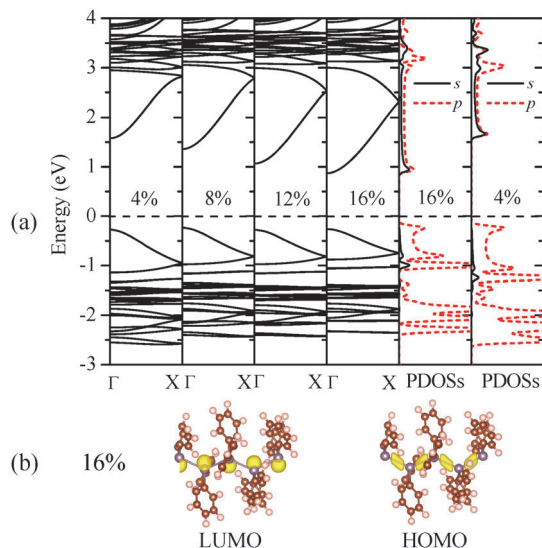 4
3
2
1
0
-1
-2
-3
Energy (eV)
(a)
4%
8%
12%
16%
16%
4%
s
p
s
p
Γ
X
Γ
X
Γ
X
Γ
X
PDOSs
PDOSs
(b)
16%
LUMO
HOMO